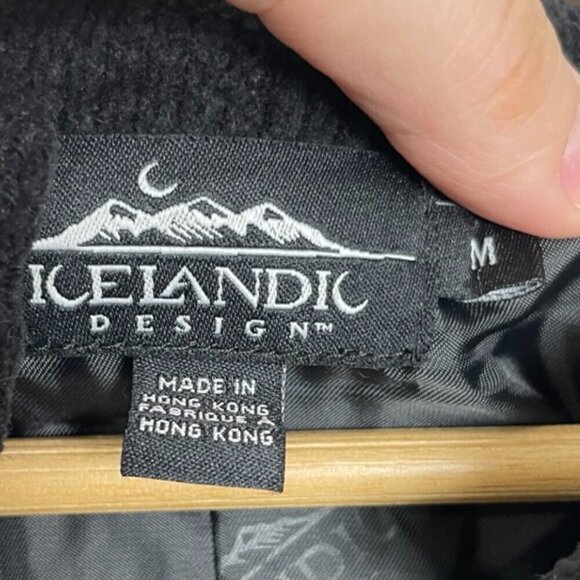 ICELANDIC
DESIGN™
M
MADE IN
HONG KONG
FABRIQUE A
HONG KONG